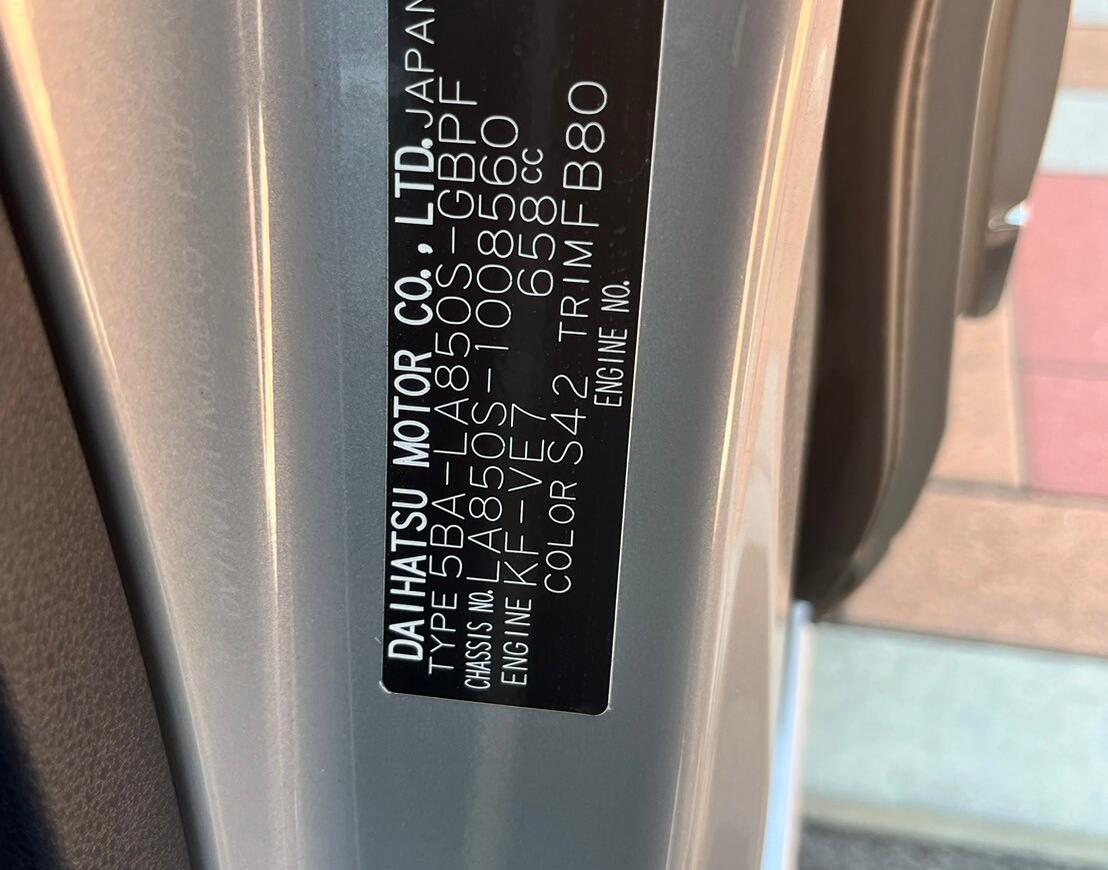 DAIHATSU MOTOR CO., LTD. JAPAN
TYPE 5BA-LA850S-GBPF
CHASSIS NO. LA850S-1008560
ENGINE KF-VE7 658CC
COLOR S42 TRIM FB80
ENGINE NO.